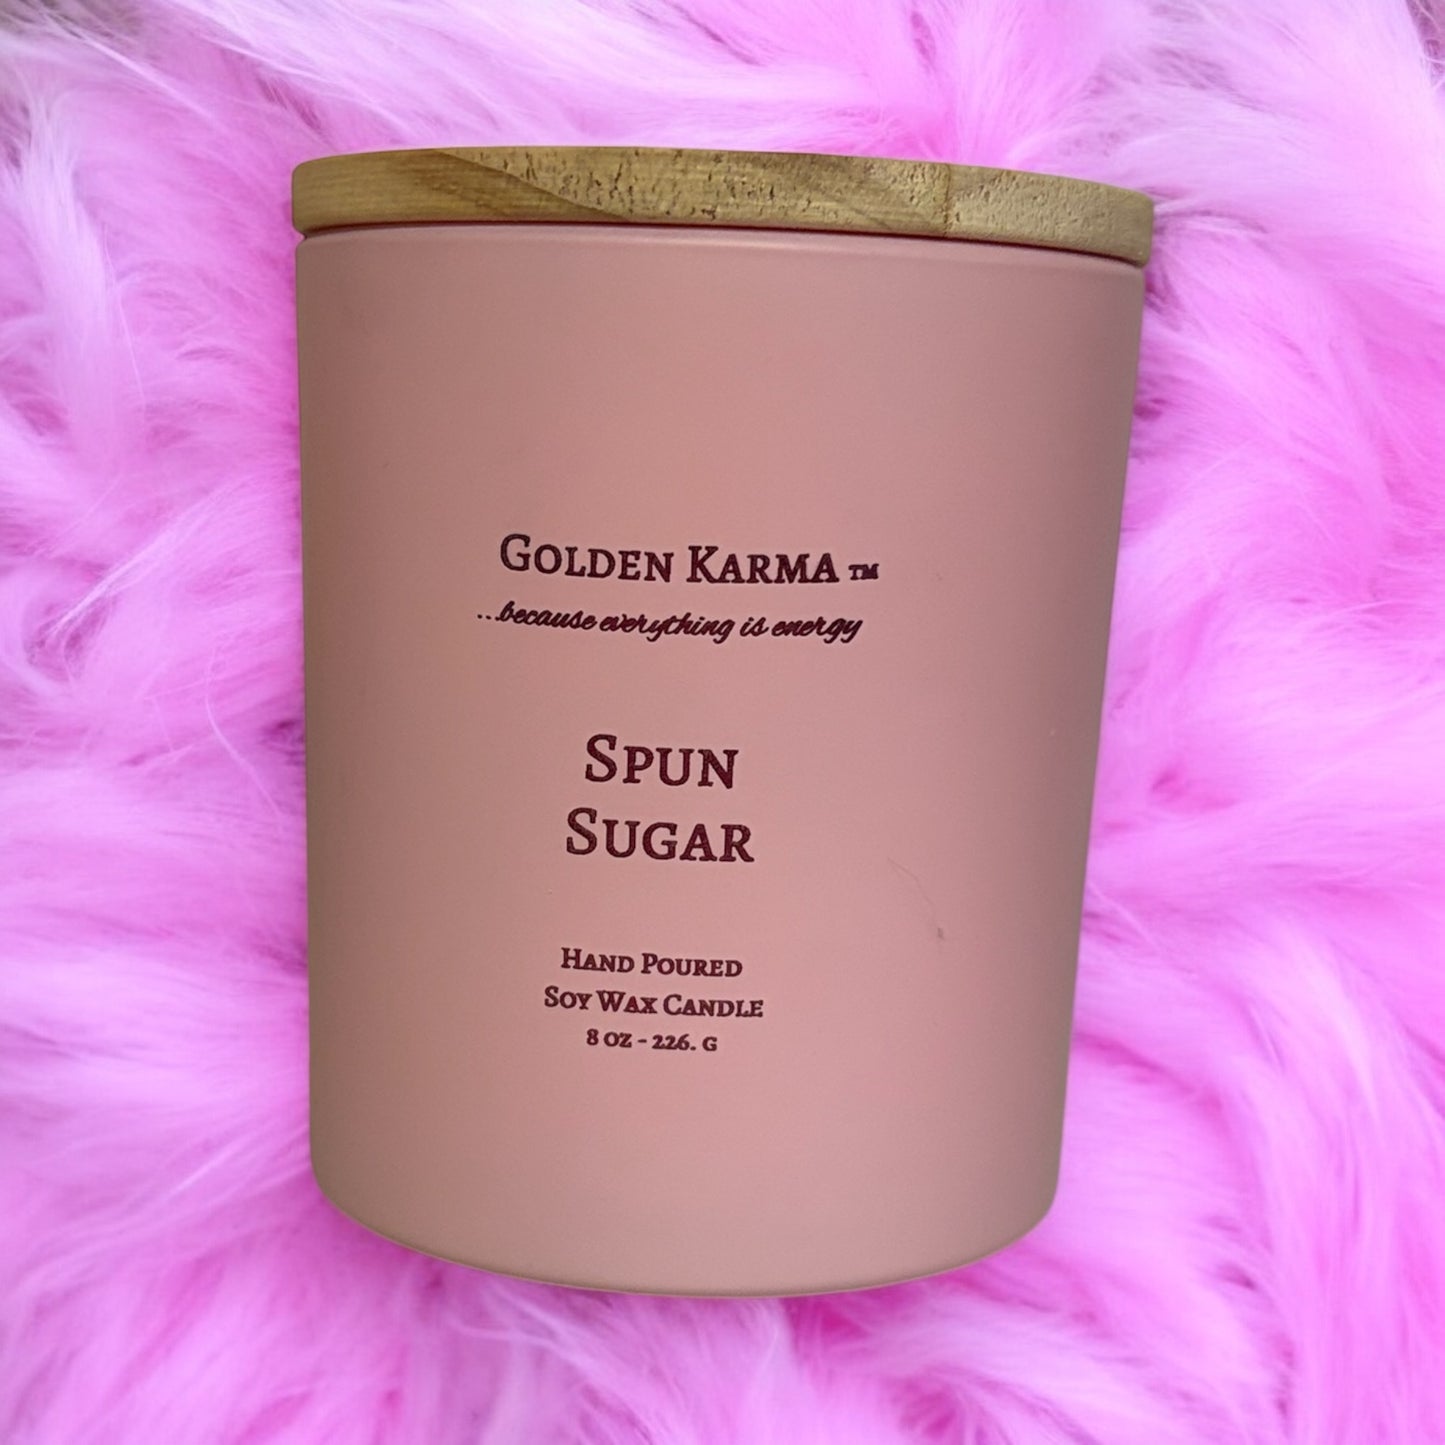 GOLDEN KARMA ™
...because everything is energy
SPUN
SUGAR
HAND POURED
SOY WAX CANDLE
8 OZ - 226. G